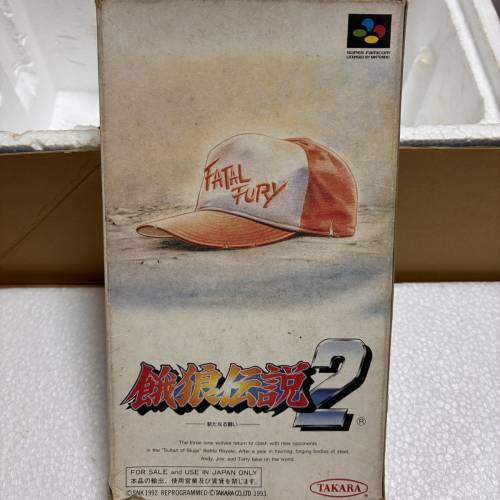 SUPER FAMICOM
LICENSED BY NINTENDO
FATAL
FURY
餓狼伝説2
新たなる闘い
®
The three lone wolves return to clash with new opponents
in the "Sultan of Slugs" Battle Royale. After a year in training, forging bodies of steel,
Andy, Joe, and Terry take on the world.
FOR SALE and USE IN JAPAN ONLY
本品の輸出、使用営業及び賃貸を禁じます。
©SNK 1992. REPROGRAMMED ©TAKARA CO.,LTD. 1993.
TAKARA